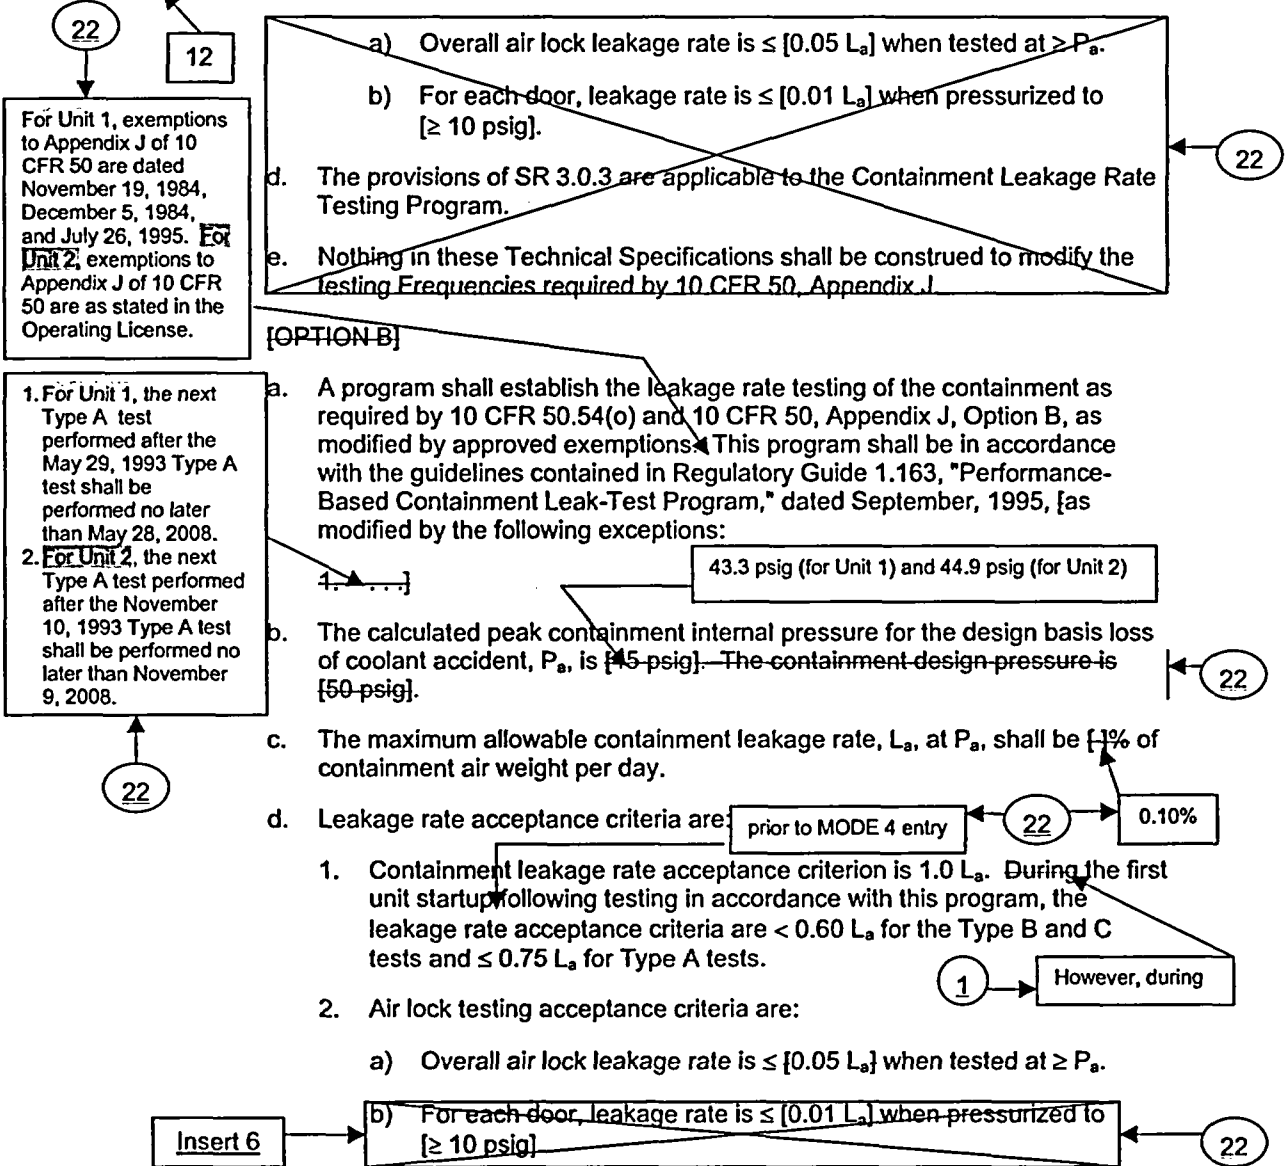 22
12
a) Overall air lock leakage rate is ≤ [0.05 Lₐ] when tested at ≥ Pₐ.
b) For each door, leakage rate is ≤ [0.01 Lₐ] when pressurized to
[≥ 10 psig].
22
d. The provisions of SR 3.0.3 are applicable to the Containment Leakage Rate
Testing Program.
e. Nothing in these Technical Specifications shall be construed to modify the
testing Frequencies required by 10 CFR 50, Appendix J
For Unit 1, exemptions
to Appendix J of 10
CFR 50 are dated
November 19, 1984,
December 5, 1984,
and July 26, 1995. For
Unit 2, exemptions to
Appendix J of 10 CFR
50 are as stated in the
Operating License.
[OPTION B]
a. A program shall establish the leakage rate testing of the containment as
required by 10 CFR 50.54(o) and 10 CFR 50, Appendix J, Option B, as
modified by approved exemptions. This program shall be in accordance
with the guidelines contained in Regulatory Guide 1.163, "Performance-
Based Containment Leak-Test Program," dated September, 1995, [as
modified by the following exceptions:
1. For Unit 1, the next
Type A test
performed after the
May 29, 1993 Type A
test shall be
performed no later
than May 28, 2008.
2. For Unit 2, the next
Type A test performed
after the November
10, 1993 Type A test
shall be performed no
later than November
9, 2008.
22
1. . . . .]
43.3 psig (for Unit 1) and 44.9 psig (for Unit 2)
b. The calculated peak containment internal pressure for the design basis loss
of coolant accident, Pₐ, is [45 psig]. The containment design pressure is
[50 psig].
22
c. The maximum allowable containment leakage rate, Lₐ, at Pₐ, shall be [ ]% of
containment air weight per day.
d. Leakage rate acceptance criteria are:
prior to MODE 4 entry
22
0.10%
1. Containment leakage rate acceptance criterion is 1.0 Lₐ. During the first
unit startup following testing in accordance with this program, the
leakage rate acceptance criteria are < 0.60 Lₐ for the Type B and C
tests and ≤ 0.75 Lₐ for Type A tests.
1
However, during
2. Air lock testing acceptance criteria are:
a) Overall air lock leakage rate is ≤ [0.05 Lₐ] when tested at ≥ Pₐ.
Insert 6
b) For each door, leakage rate is ≤ [0.01 Lₐ] when pressurized to
[≥ 10 psig]
22